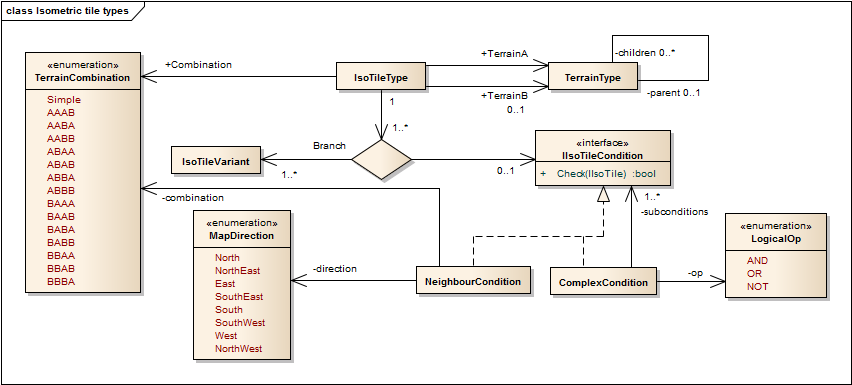 class Isometric tile types
«enumeration»
TerrainCombination
Simple
AAAB
AABA
AABB
ABAA
ABAB
ABBA
ABBB
BAAA
BAAB
BABA
BABB
BBAA
BBAB
BBBA
+Combination
IsoTileType
1
1..*
+TerrainA
+TerrainB
0..1
TerrainType
-children 0..*
-parent 0..1
Branch
IsoTileVariant
1..*
0..1
«interface»
IIsoTileCondition
+ Check(IIsoTile) :bool
-combination
1..*
-subconditions
«enumeration»
MapDirection
North
NorthEast
East
SouthEast
South
SouthWest
West
NorthWest
-direction
NeighbourCondition
ComplexCondition
-op
«enumeration»
LogicalOp
AND
OR
NOT